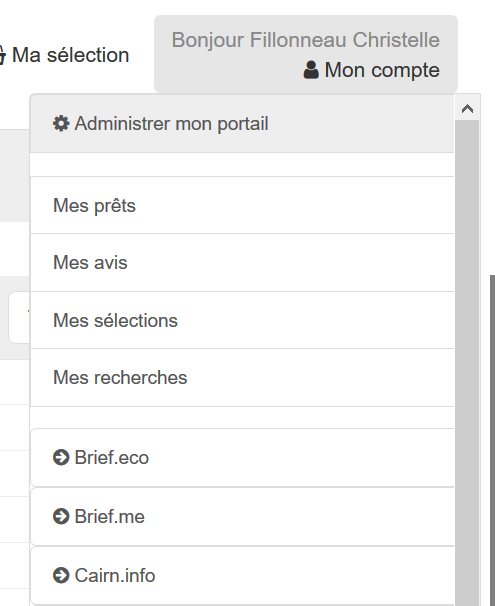 Ma sélection
Bonjour Fillonneau Christelle
Mon compte
Administrer mon portail
Mes prêts
Mes avis
Mes sélections
Mes recherches
Brief.eco
Brief.me
Cairn.info